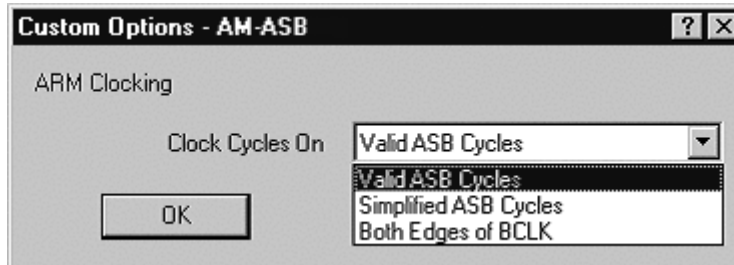 Custom Options - AM-ASB ? X
ARM Clocking
Clock Cycles On Valid ASB Cycles
Valid ASB Cycles
OK Simplified ASB Cycles
Both Edges of BCLK